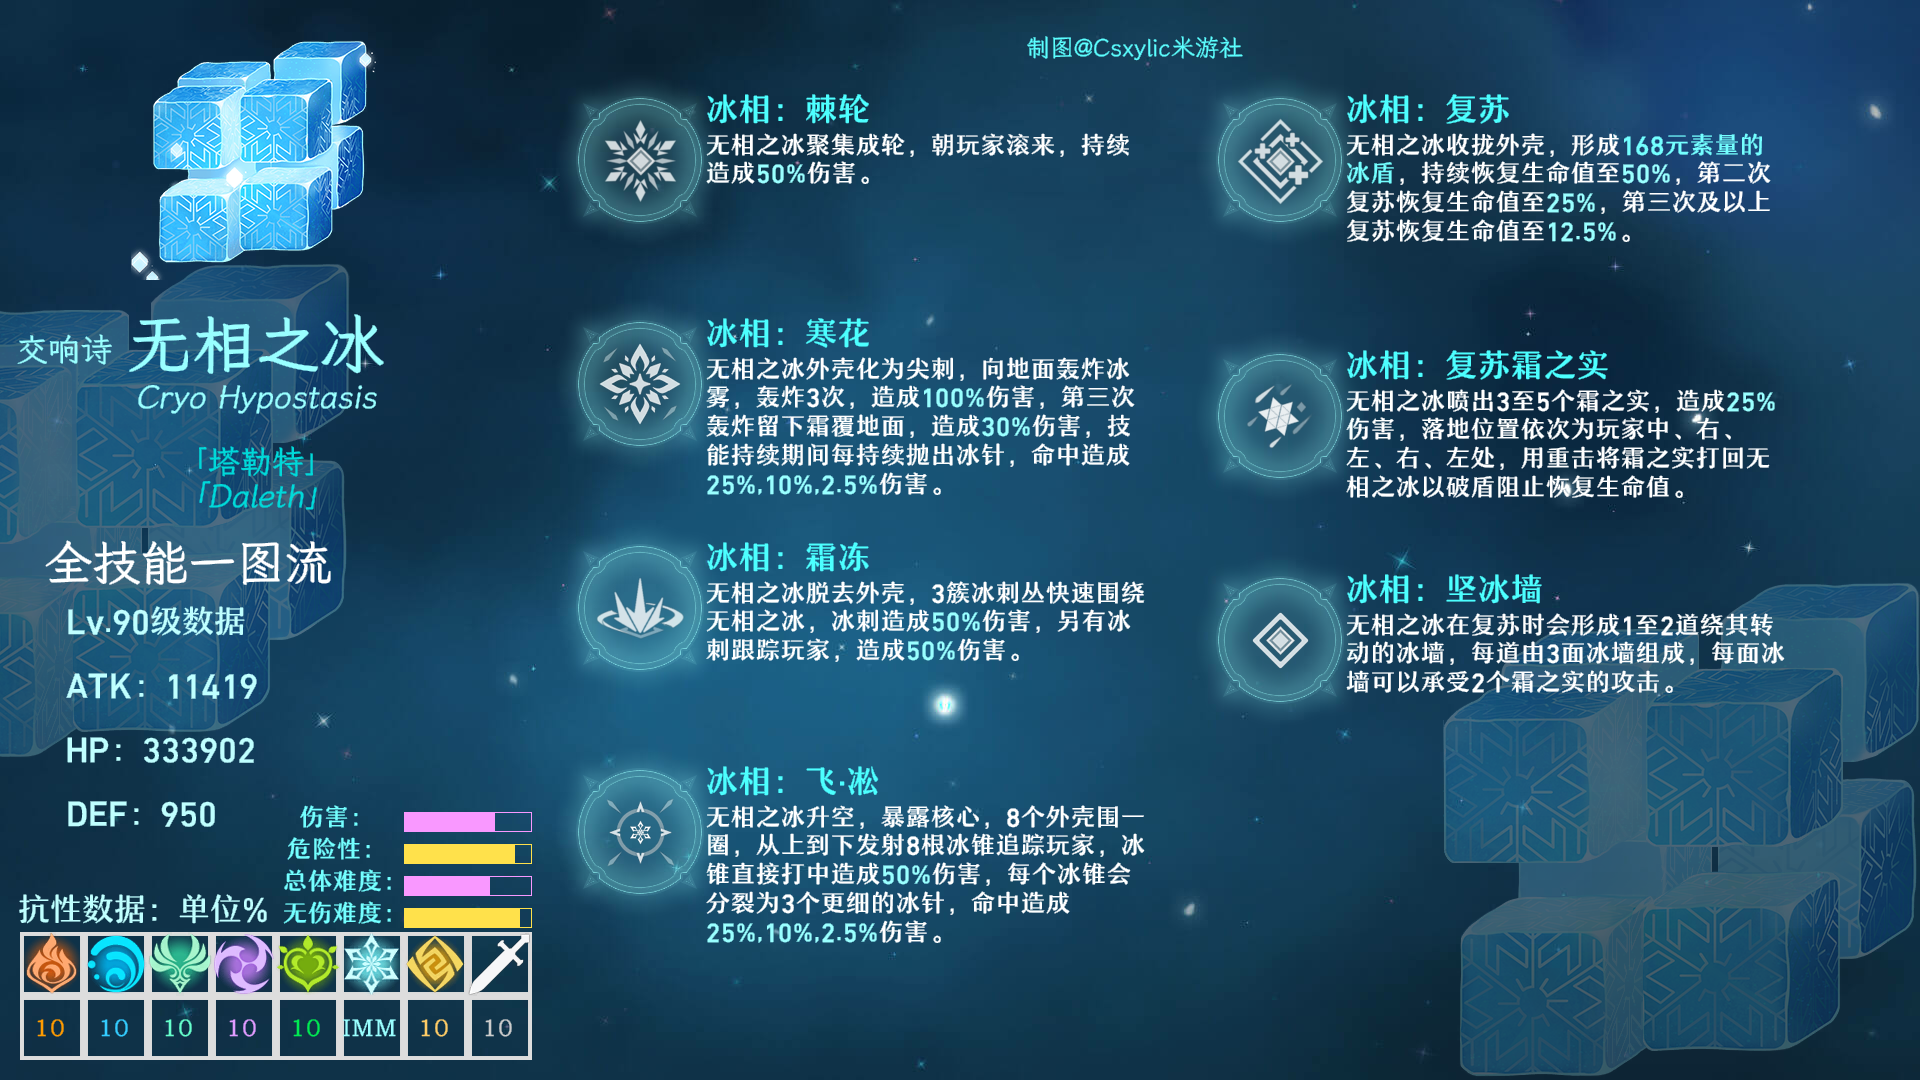 制图@Csxylic米游社
交响诗 无相之冰
Cryo Hypostasis
「塔勒特」
「Daleth」
全技能一图流
Lv.90级数据
ATK：11419
HP：333902
DEF：950
伤害：
危险性：
总体难度：
无伤难度：
抗性数据：单位%
10 10 10 10 10 IMM 10 10
冰相：棘轮
无相之冰聚集成轮，朝玩家滚来，持续
造成50%伤害。
冰相：寒花
无相之冰外壳化为尖刺，向地面轰炸冰
雾，轰炸3次，造成100%伤害，第三次
轰炸留下霜覆地面，造成30%伤害，技
能持续期间每持续抛出冰针，命中造成
25%,10%,2.5%伤害。
冰相：霜冻
无相之冰脱去外壳，3簇冰刺丛快速围绕
无相之冰，冰刺造成50%伤害，另有冰
刺跟踪玩家，造成50%伤害。
冰相：飞·凇
无相之冰升空，暴露核心，8个外壳围一
圈，从上到下发射8根冰锥追踪玩家，冰
锥直接打中造成50%伤害，每个冰锥会
分裂为3个更细的冰针，命中造成
25%,10%,2.5%伤害。
冰相：复苏
无相之冰收拢外壳，形成168元素量的
冰盾，持续恢复生命值至50%，第二次
复苏恢复生命值至25%，第三次及以上
复苏恢复生命值至12.5%。
冰相：复苏霜之实
无相之冰喷出3至5个霜之实，造成25%
伤害，落地位置依次为玩家中、右、
左、右、左处，用重击将霜之实打回无
相之冰以破盾阻止恢复生命值。
冰相：坚冰墙
无相之冰在复苏时会形成1至2道绕其转
动的冰墙，每道由3面冰墙组成，每面冰
墙可以承受2个霜之实的攻击。